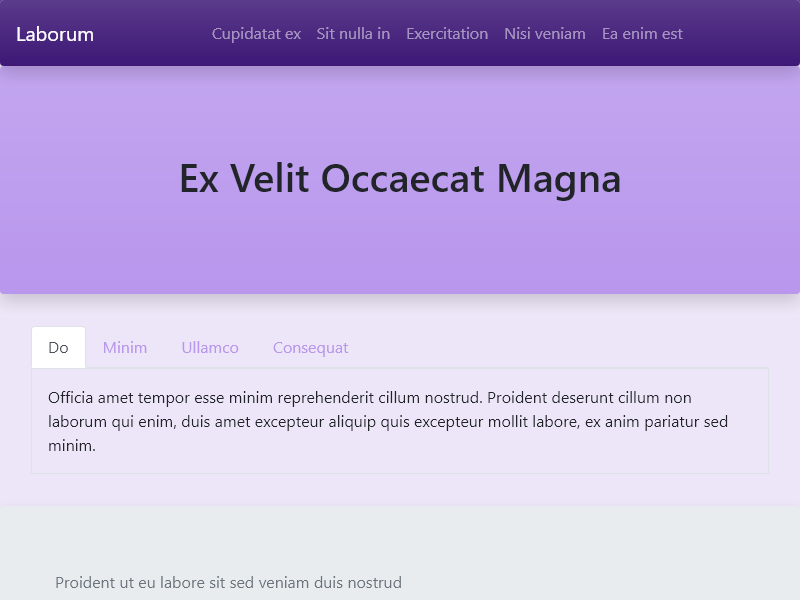 Laborum
Cupidatat ex
Sit nulla in
Exercitation
Nisi veniam
Ea enim est
Ex Velit Occaecat Magna
Do
Minim
Ullamco
Consequat
Officia amet tempor esse minim reprehenderit cillum nostrud. Proident deserunt cillum non
laborum qui enim, duis amet excepteur aliquip quis excepteur mollit labore, ex anim pariatur sed
minim.
Proident ut eu labore sit sed veniam duis nostrud